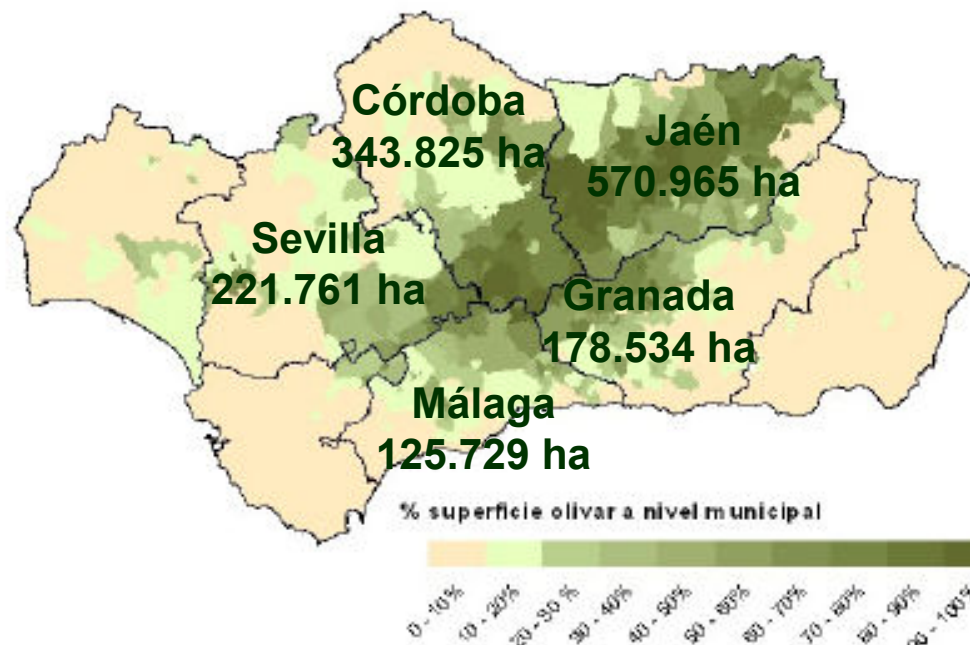 Córdoba
343.825 ha
Jaén
570.965 ha
Sevilla
221.761 ha
Granada
178.534 ha
Málaga
125.729 ha
% superficie olivar a nivel municipal
0 - 10%
10 - 20%
20 - 30 %
30 - 40%
40 - 50%
50 - 60%
60 - 70%
70 - 80%
80 - 90%
90 - 100%